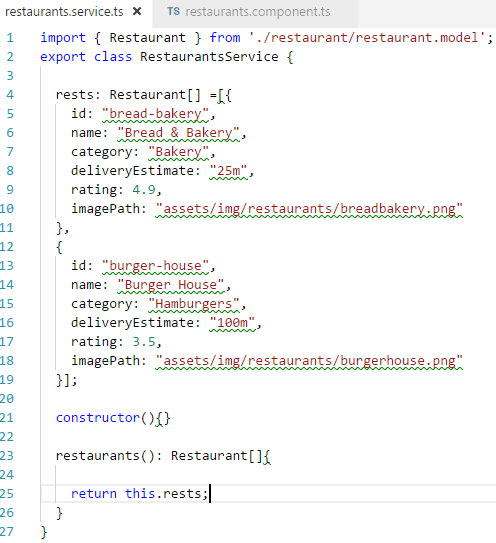 restaurants.service.ts × TS restaurants.component.ts
1 import { Restaurant } from './restaurant/restaurant.model';
2 export class RestaurantsService {
3
4 rests: Restaurant[] =[{
5 id: "bread-bakery",
6 name: "Bread & Bakery",
7 category: "Bakery",
8 deliveryEstimate: "25m",
9 rating: 4.9,
10 imagePath: "assets/img/restaurants/breadbakery.png"
11 },
12 {
13 id: "burger-house",
14 name: "Burger House",
15 category: "Hamburgers",
16 deliveryEstimate: "100m",
17 rating: 3.5,
18 imagePath: "assets/img/restaurants/burgerhouse.png"
19 }];
20
21 constructor(){}
22
23 restaurants(): Restaurant[]{
24
25 return this.rests;
26 }
27 }